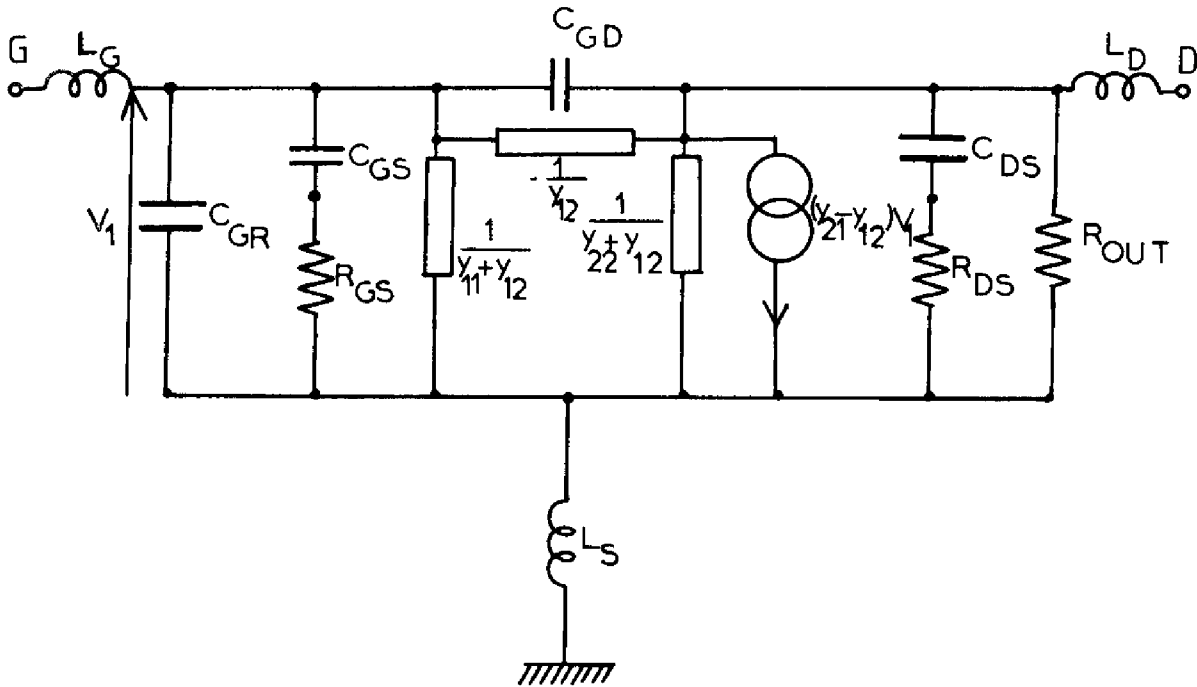 G
L_G
C_GD
L_D
D
V_1
C_GR
C_GS
R_GS
1
y_11 + y_12
- 1
y_12
1
y_22 + y_12
(y_21 - y_12)V_1
C_DS
R_DS
R_OUT
L_S